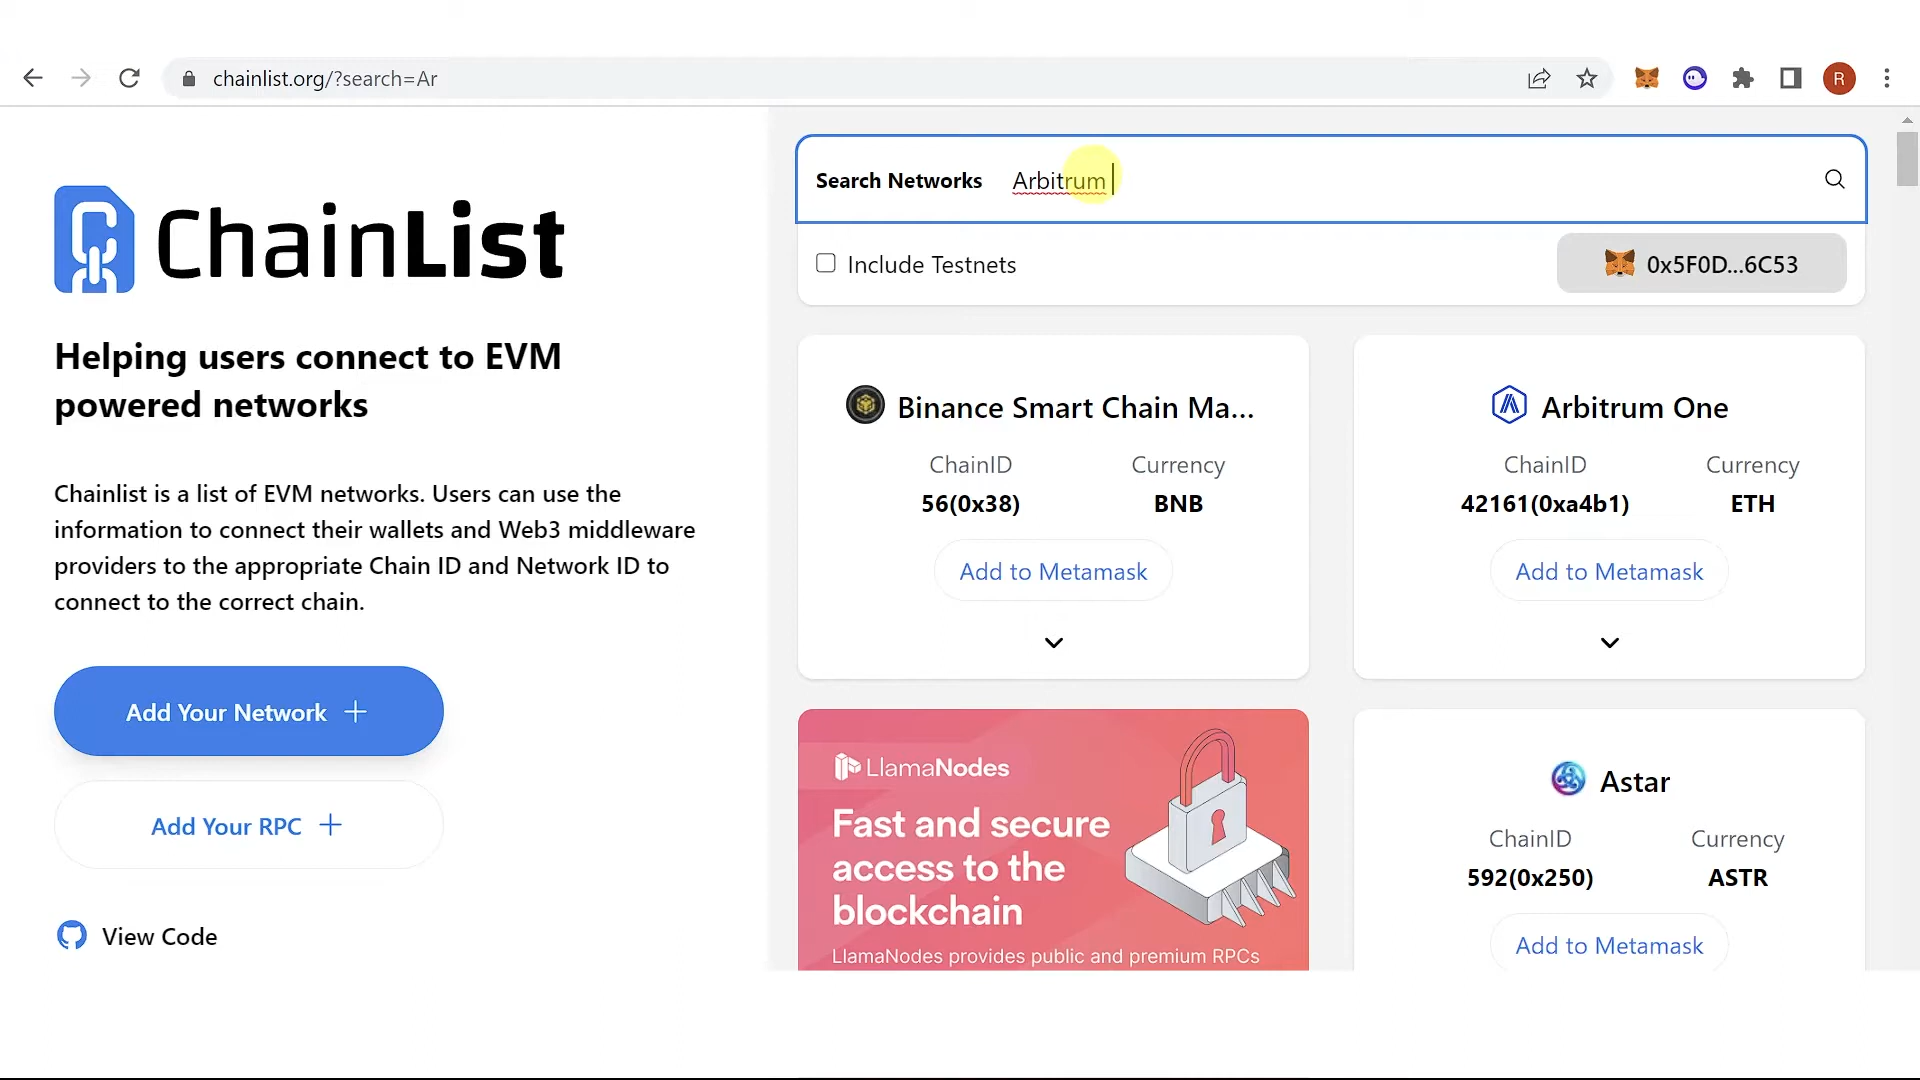 chainlist.org/?search=Ar
R
ChainList
Helping users connect to EVM
powered networks
Chainlist is a list of EVM networks. Users can use the
information to connect their wallets and Web3 middleware
providers to the appropriate Chain ID and Network ID to
connect to the correct chain.
Add Your Network
Add Your RPC
View Code
Search Networks Arbitrum
Include Testnets
0x5F0D...6C53
Binance Smart Chain Ma...
ChainID Currency
56(0x38) BNB
Add to Metamask
Arbitrum One
ChainID Currency
42161(0xa4b1) ETH
Add to Metamask
LlamaNodes
Fast and secure
access to the
blockchain
LlamaNodes provides public and premium RPCs
Astar
ChainID Currency
592(0x250) ASTR
Add to Metamask